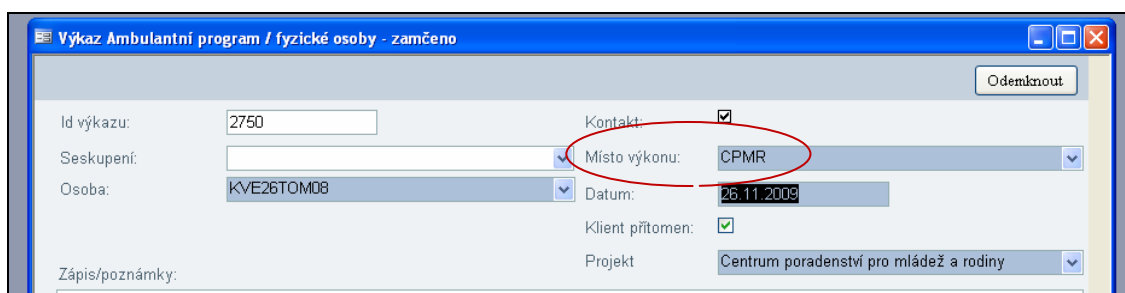 Výkaz Ambulantní program / fyzické osoby - zamčeno
Odemknout
Id výkazu: 2750
Kontakt:
Seskupení:
Místo výkonu: CPMR
Osoba: KVE26TOM08
Datum: 26.11.2009
Klient přítomen:
Projekt Centrum poradenství pro mládež a rodiny
Zápis/poznámky: